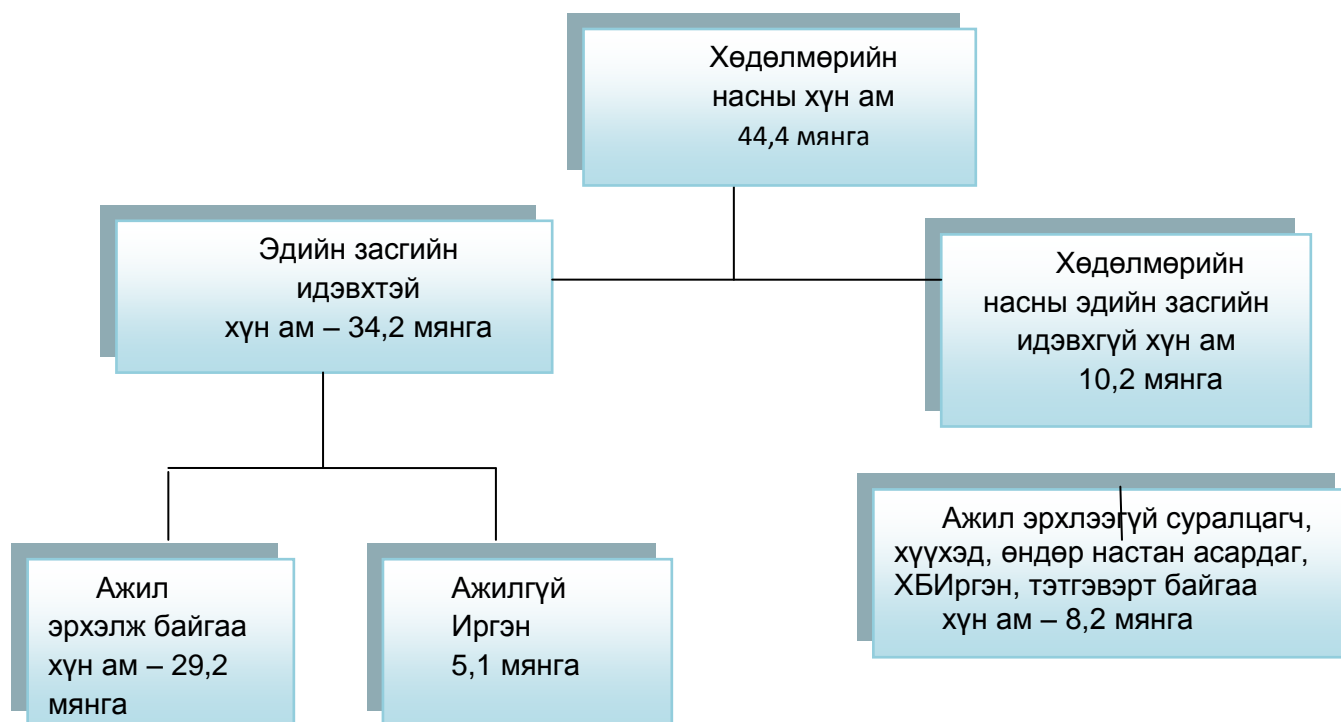 Хөдөлмөрийн
насны хүн ам
44,4 мянга
Эдийн засгийн
идэвхтэй
хүн ам – 34,2 мянга
Хөдөлмөрийн
насны эдийн засгийн
идэвхгүй хүн ам
10,2 мянга
Ажил
эрхэлж байгаа
хүн ам – 29,2
мянга
Ажилгүй
Иргэн
5,1 мянга
Ажил эрхлээгүй суралцагч,
хүүхэд, өндөр настан асардаг,
ХБИргэн, тэтгэвэрт байгаа
хүн ам – 8,2 мянга